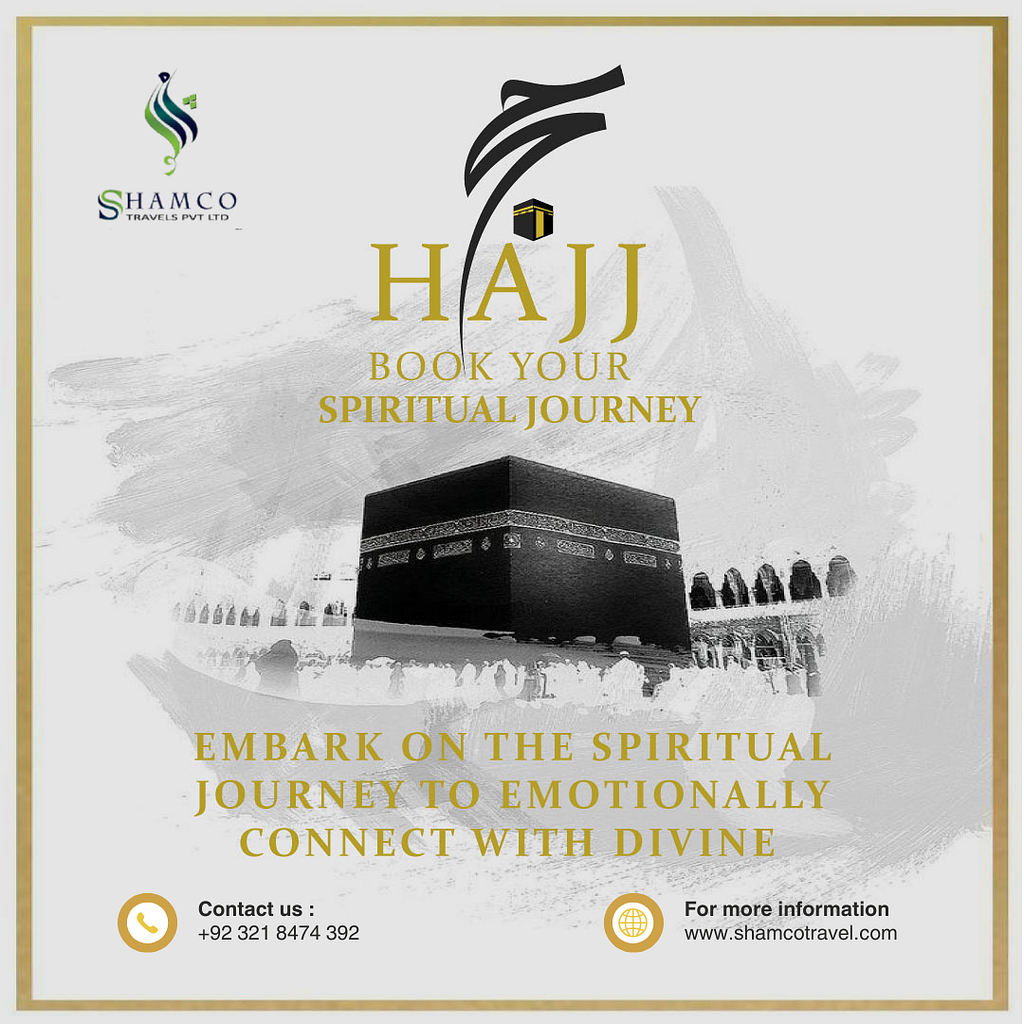 SHAMCO
TRAVELS PVT LTD
حج
HAJJ
BOOK YOUR
SPIRITUAL JOURNEY
EMBARK ON THE SPIRITUAL
JOURNEY TO EMOTIONALLY
CONNECT WITH DIVINE
Contact us :
+92 321 8474 392
For more information
www.shamcotravel.com